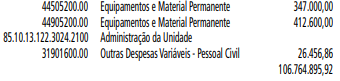 44505200.00 Equipamentos e Material Permanente 347.000,00
44905200.00 Equipamentos e Material Permanente 412.600,00
85.10.13.122.3024.2100 Administração da Unidade
31901600.00 Outras Despesas Variáveis - Pessoal Civil 26.456,86
106.764.895,92